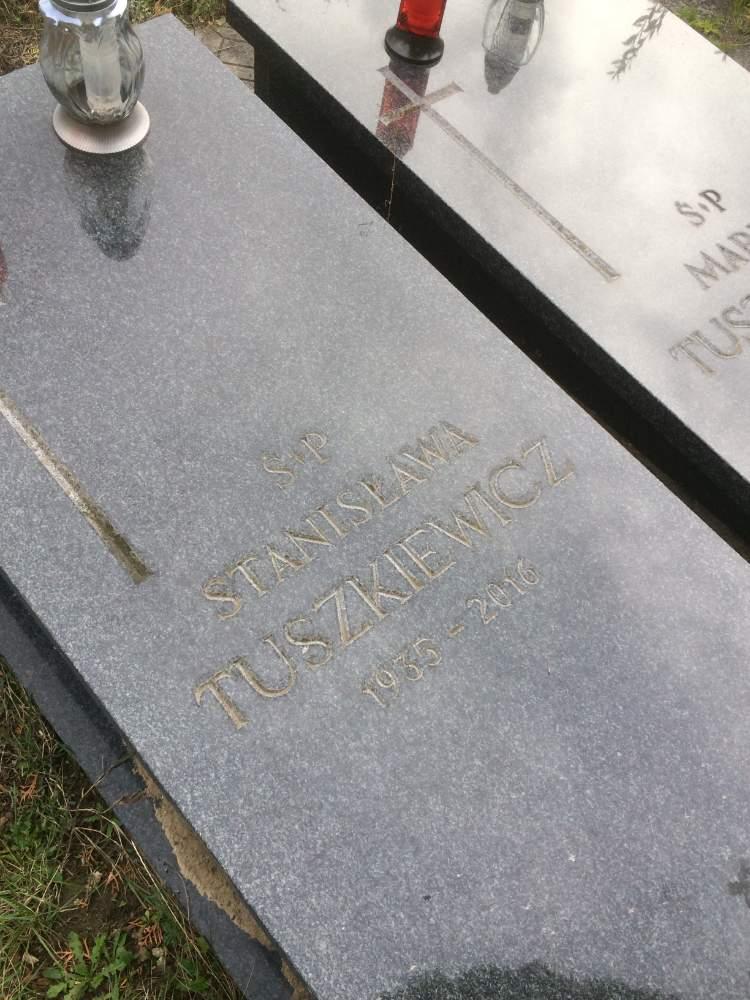 Ś+P
STANISŁAWA
TUSZKIEWICZ
1935 - 2016
Ś+P